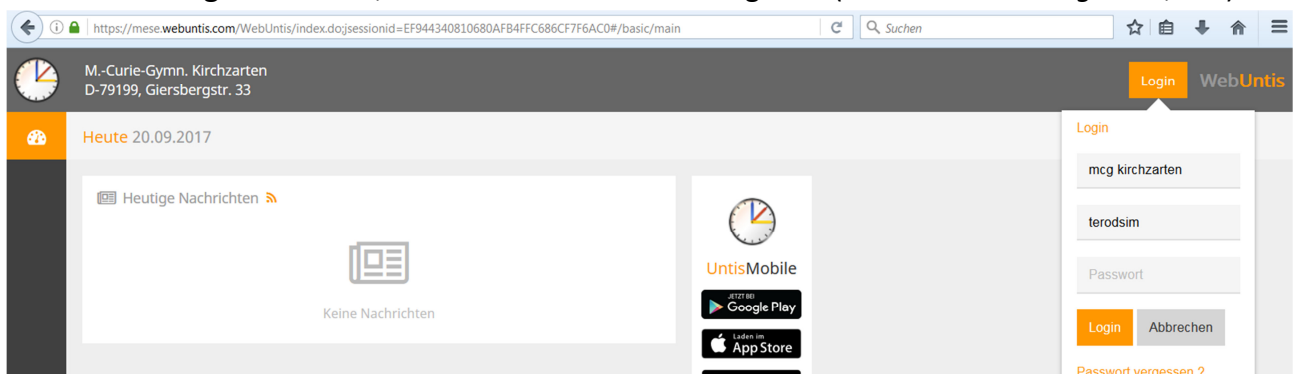 https://mese.webuntis.com/WebUntis/index.do;jsessionid=EF944340810680AFB4FFC686CF7F6AC0#/basic/main
Suchen
M.-Curie-Gymn. Kirchzarten
D-79199, Giersbergstr. 33
Login
WebUntis
Heute 20.09.2017
Login
mcg kirchzarten
terodsim
Passwort
Login
Abbrechen
Passwort vergessen ?
Heutige Nachrichten
Keine Nachrichten
UntisMobile
JETZT BEI
Google Play
Laden im
App Store